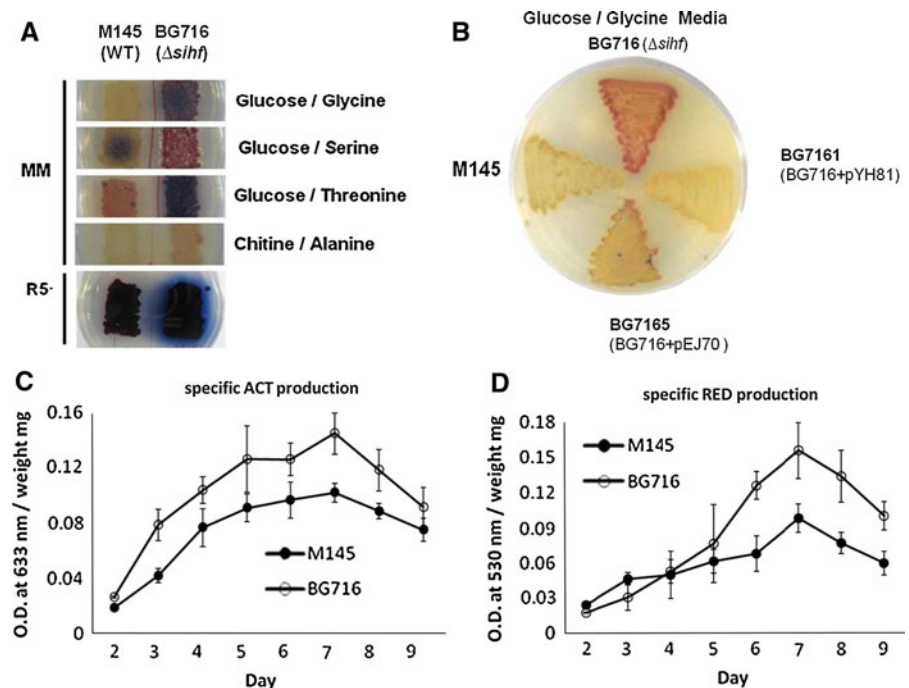 A
M145
(WT)
BG716
(Δsihf)
MM
Glucose / Glycine
Glucose / Serine
Glucose / Threonine
Chitine / Alanine
R5-
B
Glucose / Glycine Media
BG716 (Δsihf)
M145
BG7161
(BG716+pYH81)
BG7165
(BG716+pEJ70)
C
specific ACT production
O.D. at 633 nm / weight mg
0.16
0.12
0.08
0.04
0
M145
BG716
2 3 4 5 6 7 8 9
Day
D
specific RED production
O.D. at 530 nm / weight mg
0.18
0.15
0.12
0.09
0.06
0.03
0
M145
BG716
2 3 4 5 6 7 8 9
Day